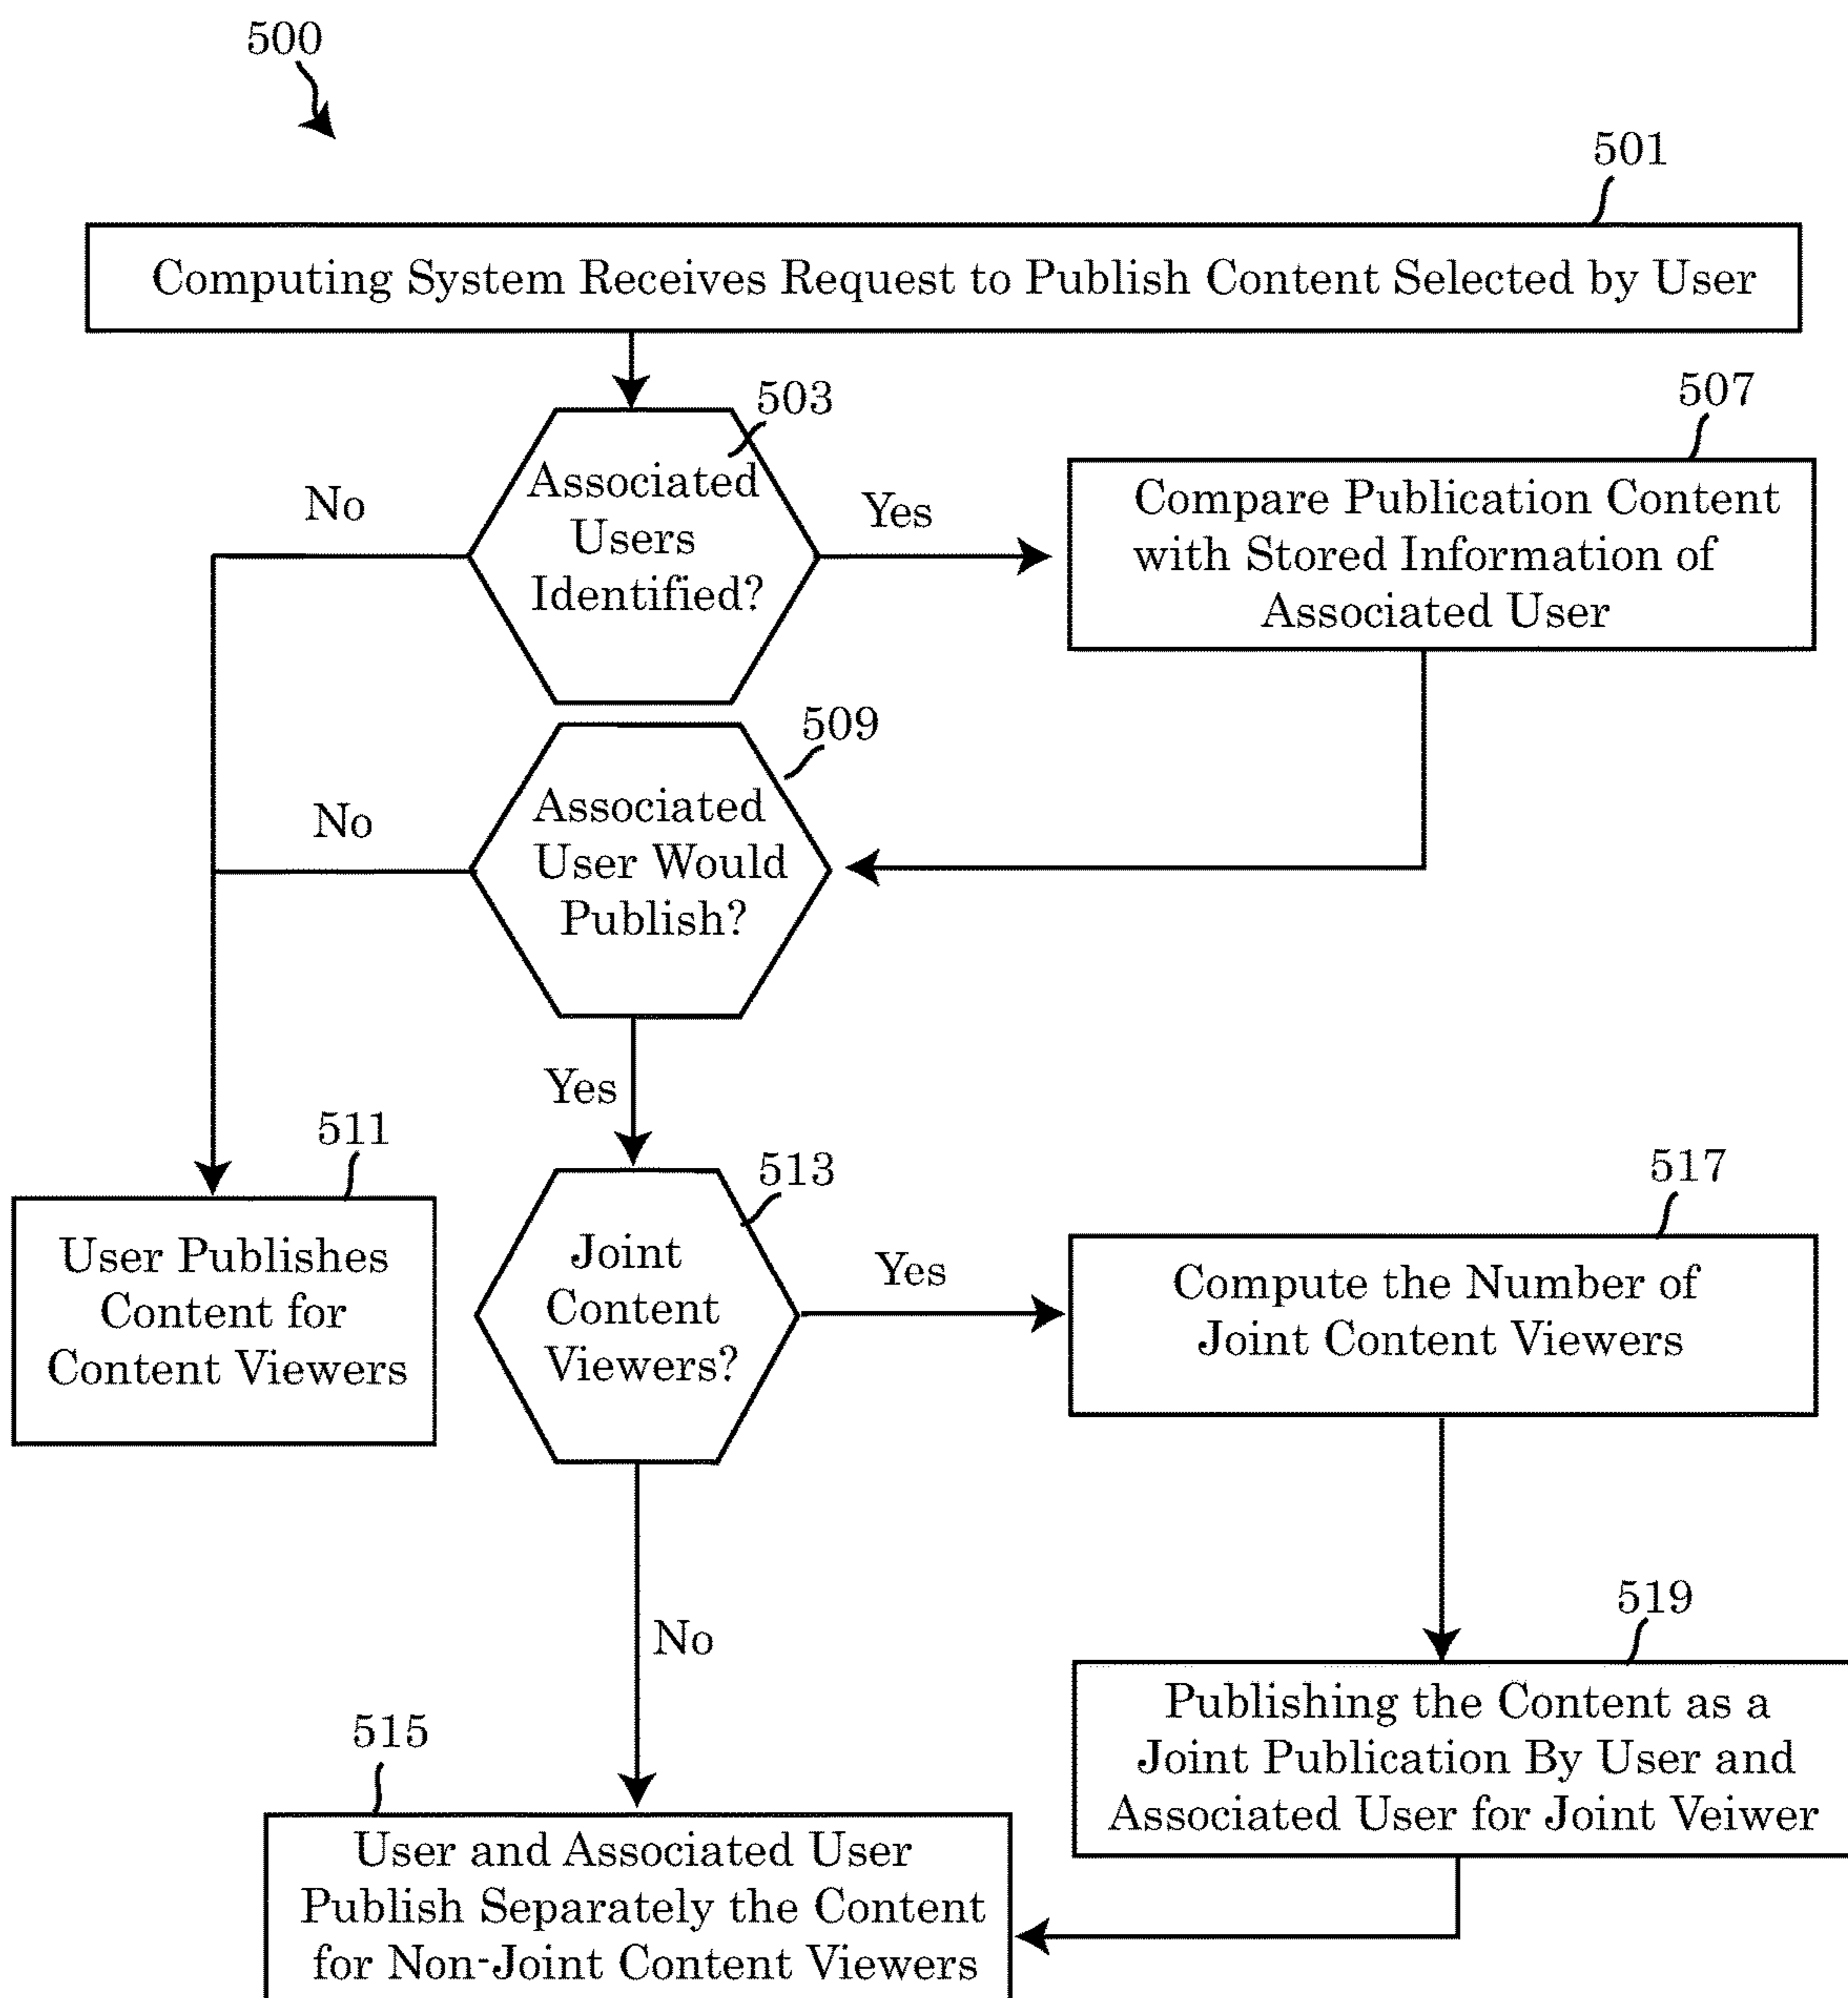 500
501
Computing System Receives Request to Publish Content Selected by User
503
Associated
Users
Identified?
No
Yes
507
Compare Publication Content
with Stored Information of
Associated User
509
Associated
User Would
Publish?
No
Yes
511
User Publishes
Content for
Content Viewers
513
Joint
Content
Viewers?
Yes
No
517
Compute the Number of
Joint Content Viewers
519
Publishing the Content as a
Joint Publication By User and
Associated User for Joint Veiwer
515
User and Associated User
Publish Separately the Content
for Non-Joint Content Viewers